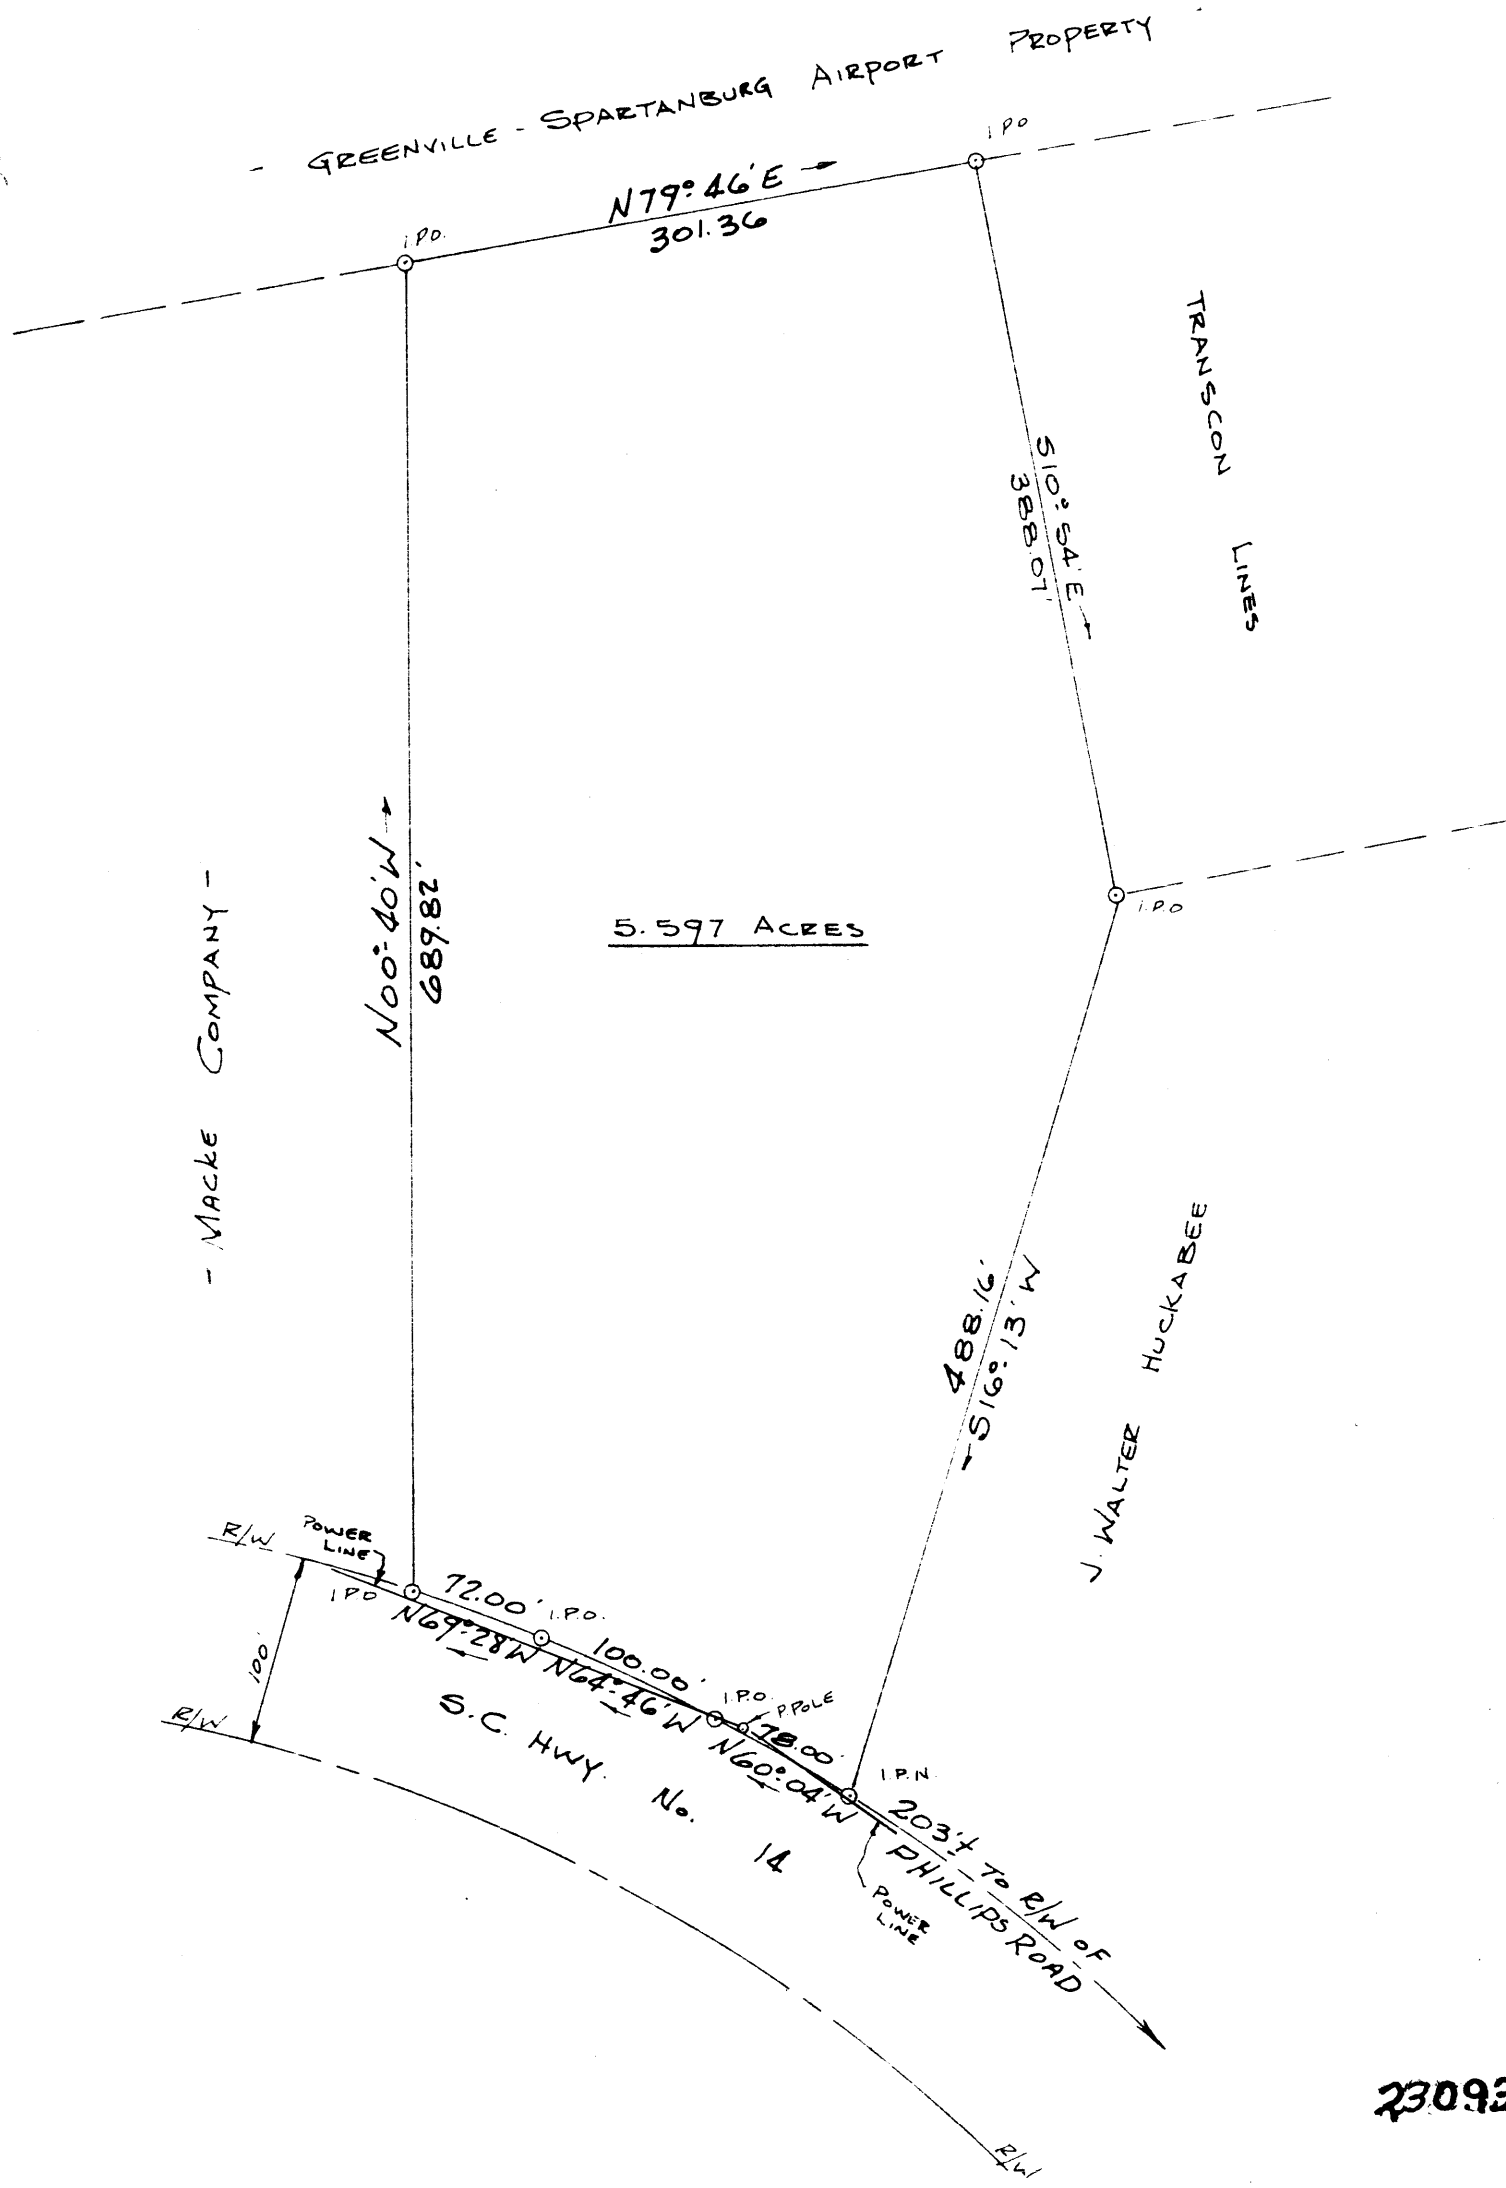 - GREENVILLE - SPARTANBURG AIRPORT PROPERTY -
I.P.O
N79°46'E
301.36
I.P.O.
TRANSCON LINES
S10°54'E
388.07'
N00°40'W
689.82'
5.597 ACRES
I.P.O
- MACKE COMPANY -
488.16'
S16°13'W
J. WALTER HUCKABEE
R/W
POWER
LINE
I.P.O
72.00'
I.P.O.
N69°28'W
100.00'
N64°46'W
100'
I.P.O.
P.POLE
78.00'
N60°04'W
I.P.N.
R/W
S.C. HWY. No. 14
203'± TO R/W OF
PHILLIPS ROAD
POWER
LINE
R/W
23093